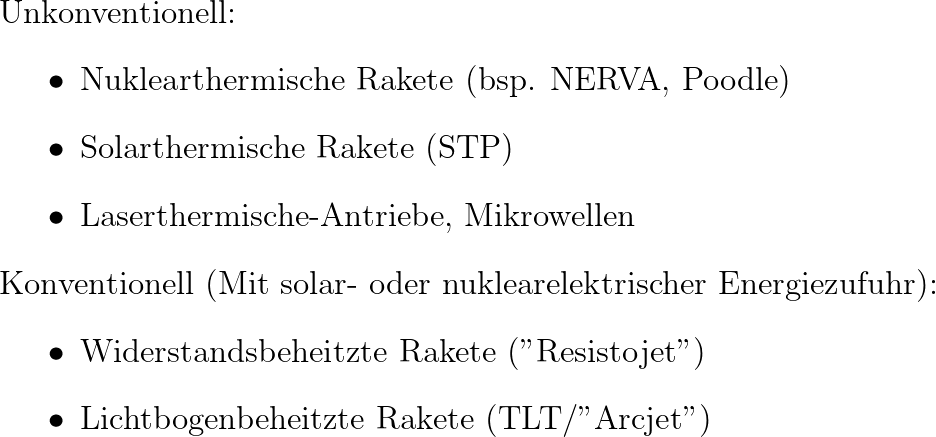 Unkonventionell:
• Nuklearthermische Rakete (bsp. NERVA, Poodle)
• Solarthermische Rakete (STP)
• Laserthermische-Antriebe, Mikrowellen
Konventionell (Mit solar- oder nuklearelektrischer Energiezufuhr):
• Widerstandsbeheitzte Rakete (”Resistojet”)
• Lichtbogenbeheitzte Rakete (TLT/”Arcjet”)